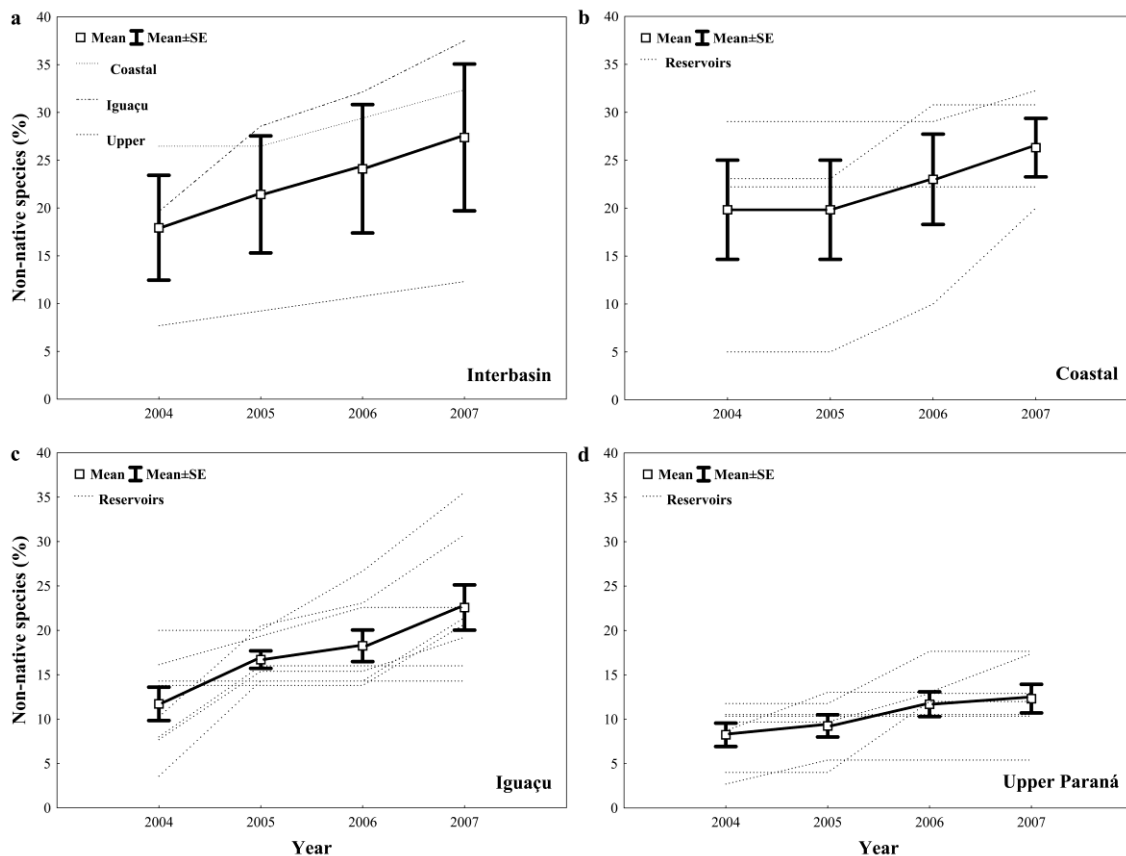 a
Mean Mean±SE
Coastal
Iguaçu
Upper
Non-native species (%)
40
35
30
25
20
15
10
5
0
2004 2005 2006 2007
Interbasin
b
Mean Mean±SE
Reservoirs
40
35
30
25
20
15
10
5
0
2004 2005 2006 2007
Coastal
c
Mean Mean±SE
Reservoirs
Non-native species (%)
40
35
30
25
20
15
10
5
0
2004 2005 2006 2007
Iguaçu
Year
d
Mean Mean±SE
Reservoirs
40
35
30
25
20
15
10
5
0
2004 2005 2006 2007
Upper Paraná
Year